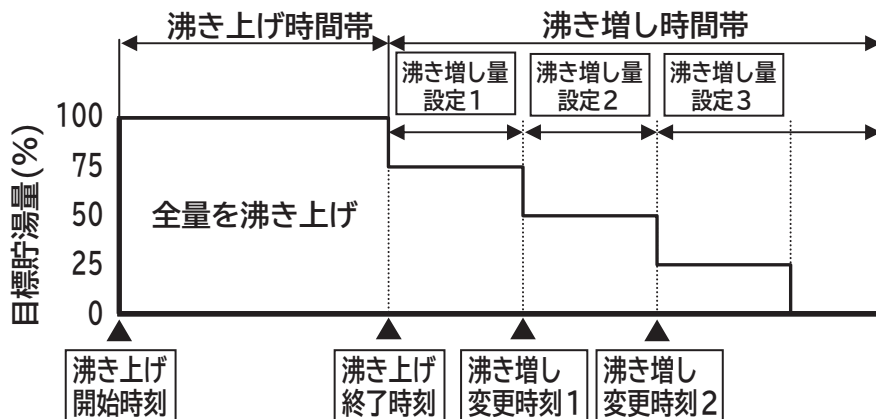 沸き上げ時間帯
沸き増し時間帯
沸き増し量
設定1
沸き増し量
設定2
沸き増し量
設定3
目標貯湯量(%)
100
75
50
25
0
全量を沸き上げ
沸き上げ
開始時刻
沸き上げ
終了時刻
沸き増し
変更時刻1
沸き増し
変更時刻2